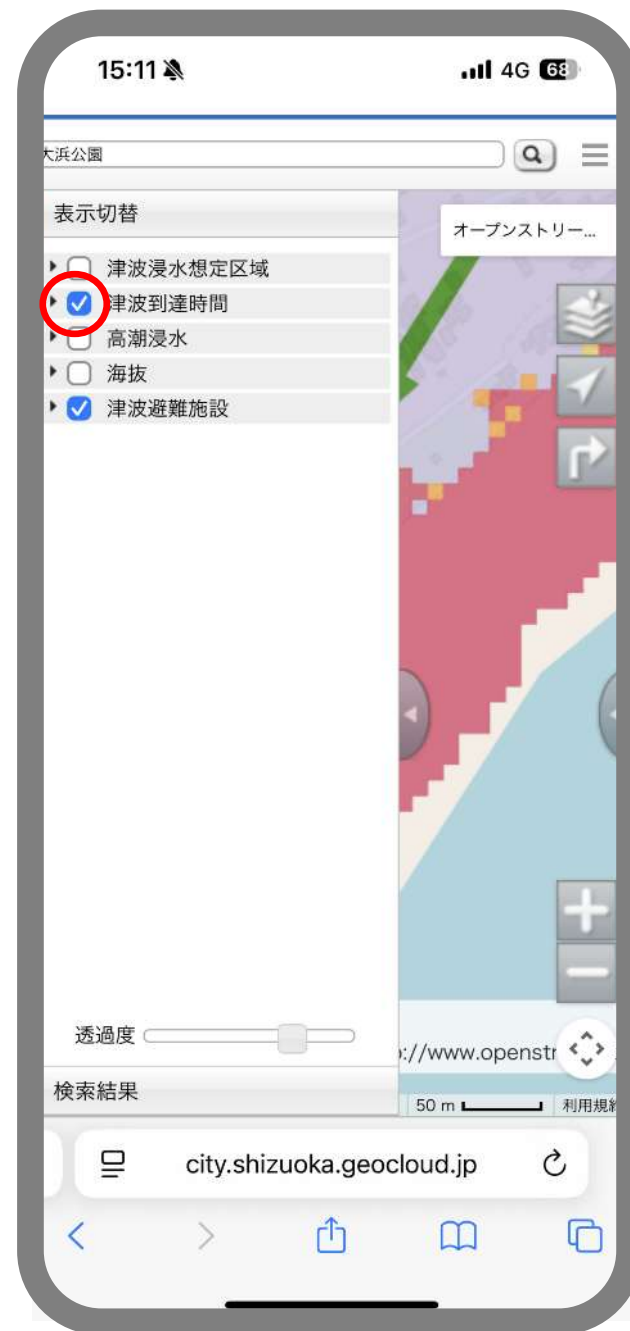 15:11
4G 68
大浜公園
表示切替
オープンストリー...
津波浸水想定区域
津波到達時間
高潮浸水
海抜
津波避難施設
透過度
://www.openstr
検索結果
50 m
利用規約
city.shizuoka.geocloud.jp